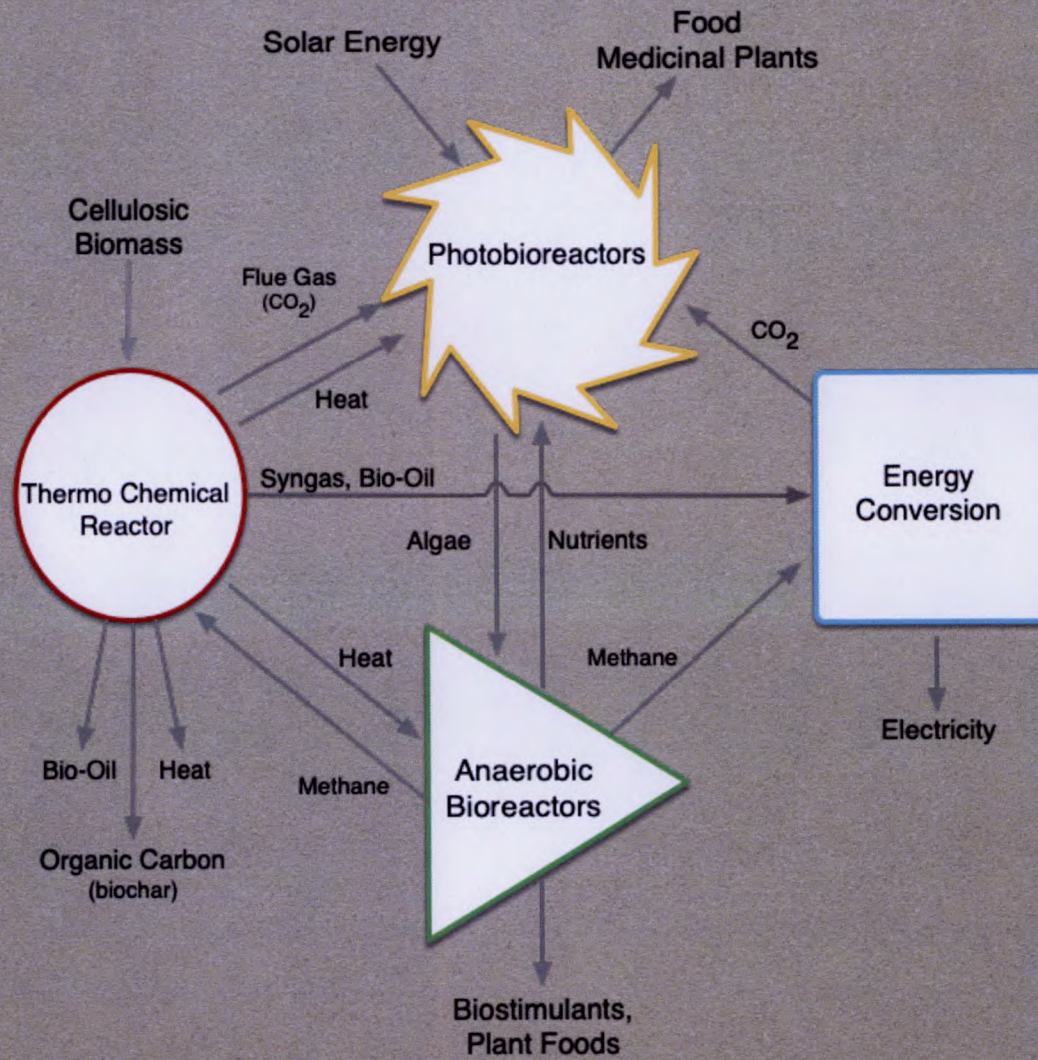 Solar Energy
Food
Medicinal Plants
Cellulosic
Biomass
Photobioreactors
Flue Gas
(CO₂)
CO₂
Heat
Thermo Chemical
Reactor
Syngas, Bio-Oil
Energy
Conversion
Algae
Nutrients
Heat
Methane
Electricity
Bio-Oil
Heat
Methane
Anaerobic
Bioreactors
Organic Carbon
(biochar)
Biostimulants,
Plant Foods